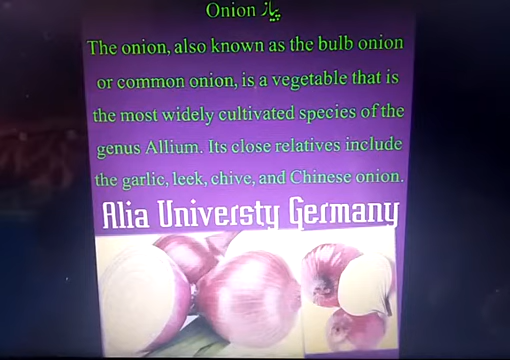 Onion پیاز
The onion, also known as the bulb onion
or common onion, is a vegetable that is
the most widely cultivated species of the
genus Allium. Its close relatives include
the garlic, leek, chive, and Chinese onion.
Alia Universty Germany